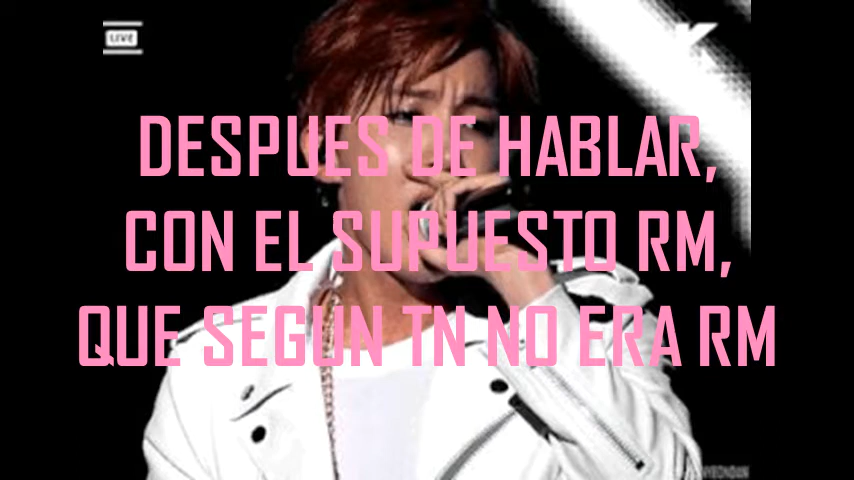 LIVE
DESPUES DE HABLAR,
CON EL SUPUESTO RM,
QUE SEGUN TN NO ERA RM